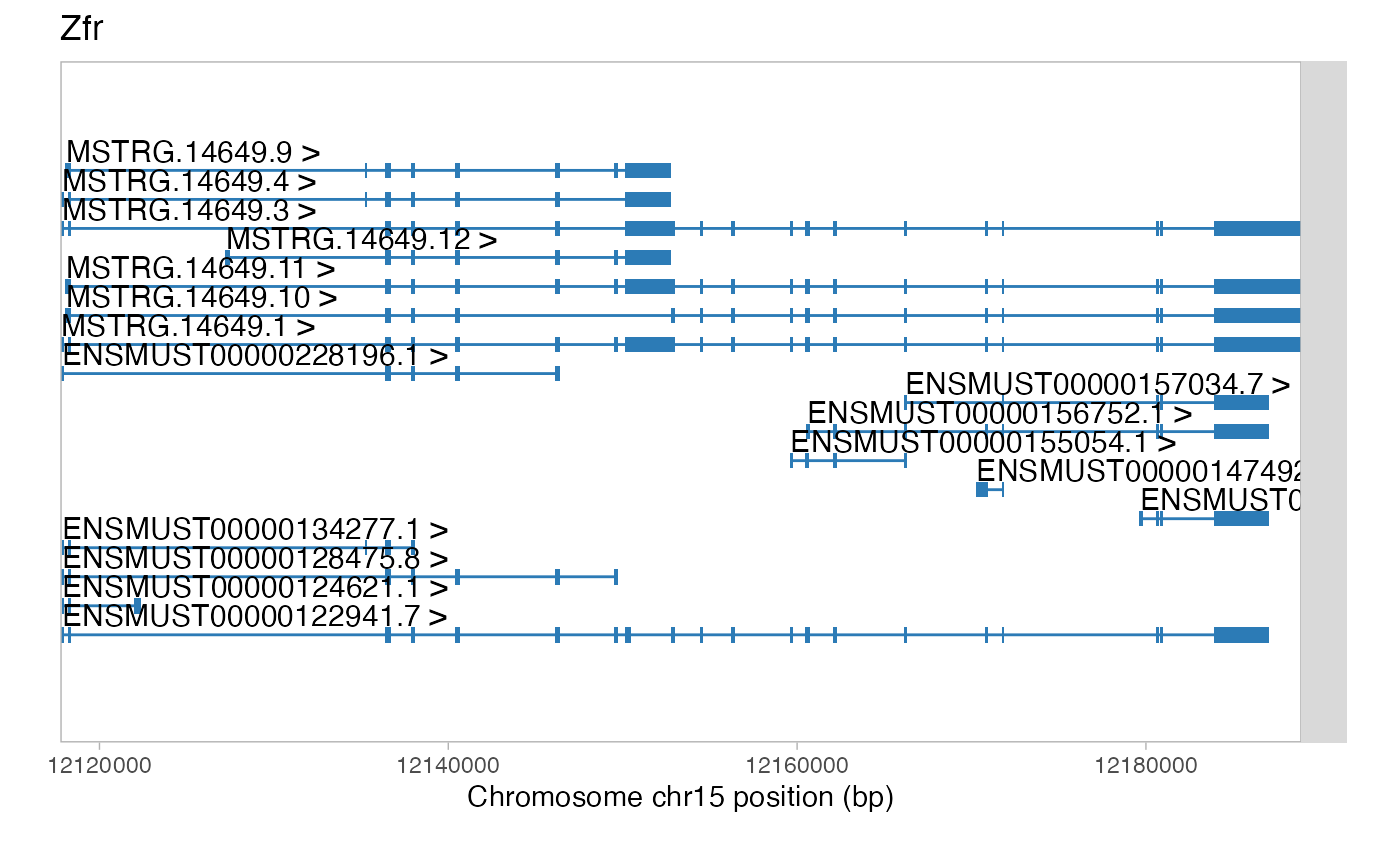 Zfr
MSTRG.14649.9 >
MSTRG.14649.4 >
MSTRG.14649.3 >
MSTRG.14649.12 >
MSTRG.14649.11 >
MSTRG.14649.10 >
MSTRG.14649.1 >
ENSMUST00000228196.1 >
ENSMUST00000157034.7 >
ENSMUST00000156752.1 >
ENSMUST00000155054.1 >
ENSMUST00000147492
ENSMUST0
ENSMUST00000134277.1 >
ENSMUST00000128475.8 >
ENSMUST00000124621.1 >
ENSMUST00000122941.7 >
12120000 12140000 12160000 12180000
Chromosome chr15 position (bp)